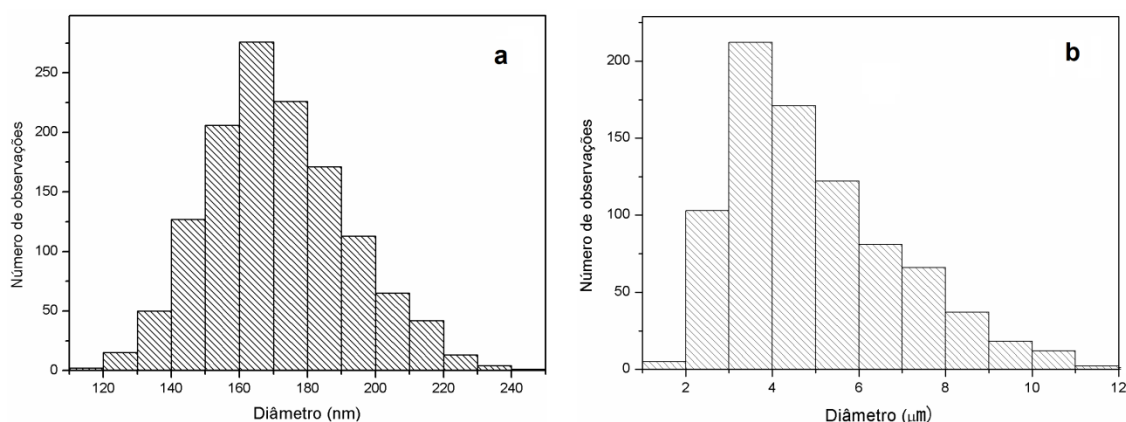 a
250
200
150
100
50
0
Número de observações
120 140 160 180 200 220 240
Diâmetro (nm)
b
200
150
100
50
0
Número de observações
2 4 6 8 10 12
Diâmetro (μm)